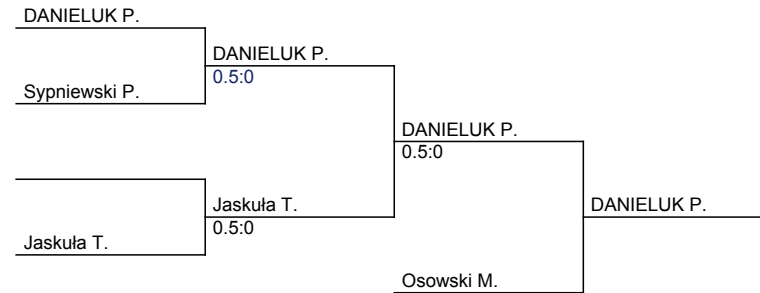 DANIELUK P.
DANIELUK P.
0.5:0
Sypniewski P.
DANIELUK P.
0.5:0
Jaskuła T.
0.5:0
DANIELUK P.
Jaskuła T.
Osowski M.